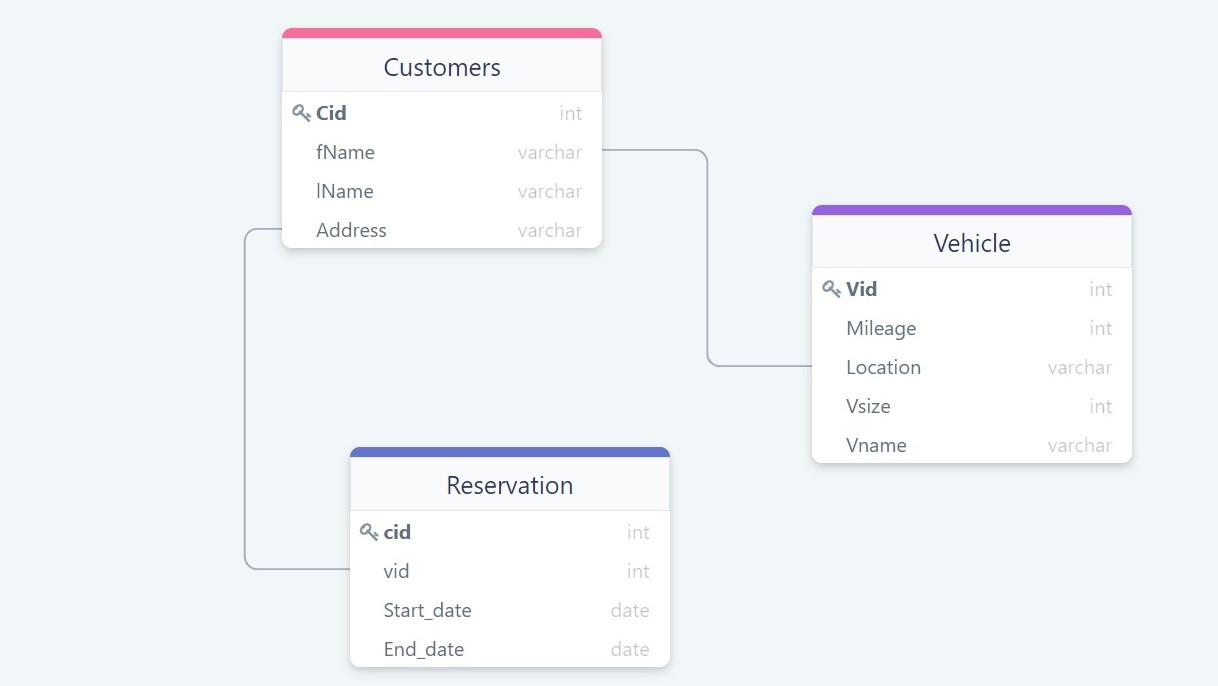 Customers
Cid int
fName varchar
lName varchar
Address varchar
Vehicle
Vid int
Mileage int
Location varchar
Vsize int
Vname varchar
Reservation
cid int
vid int
Start_date date
End_date date